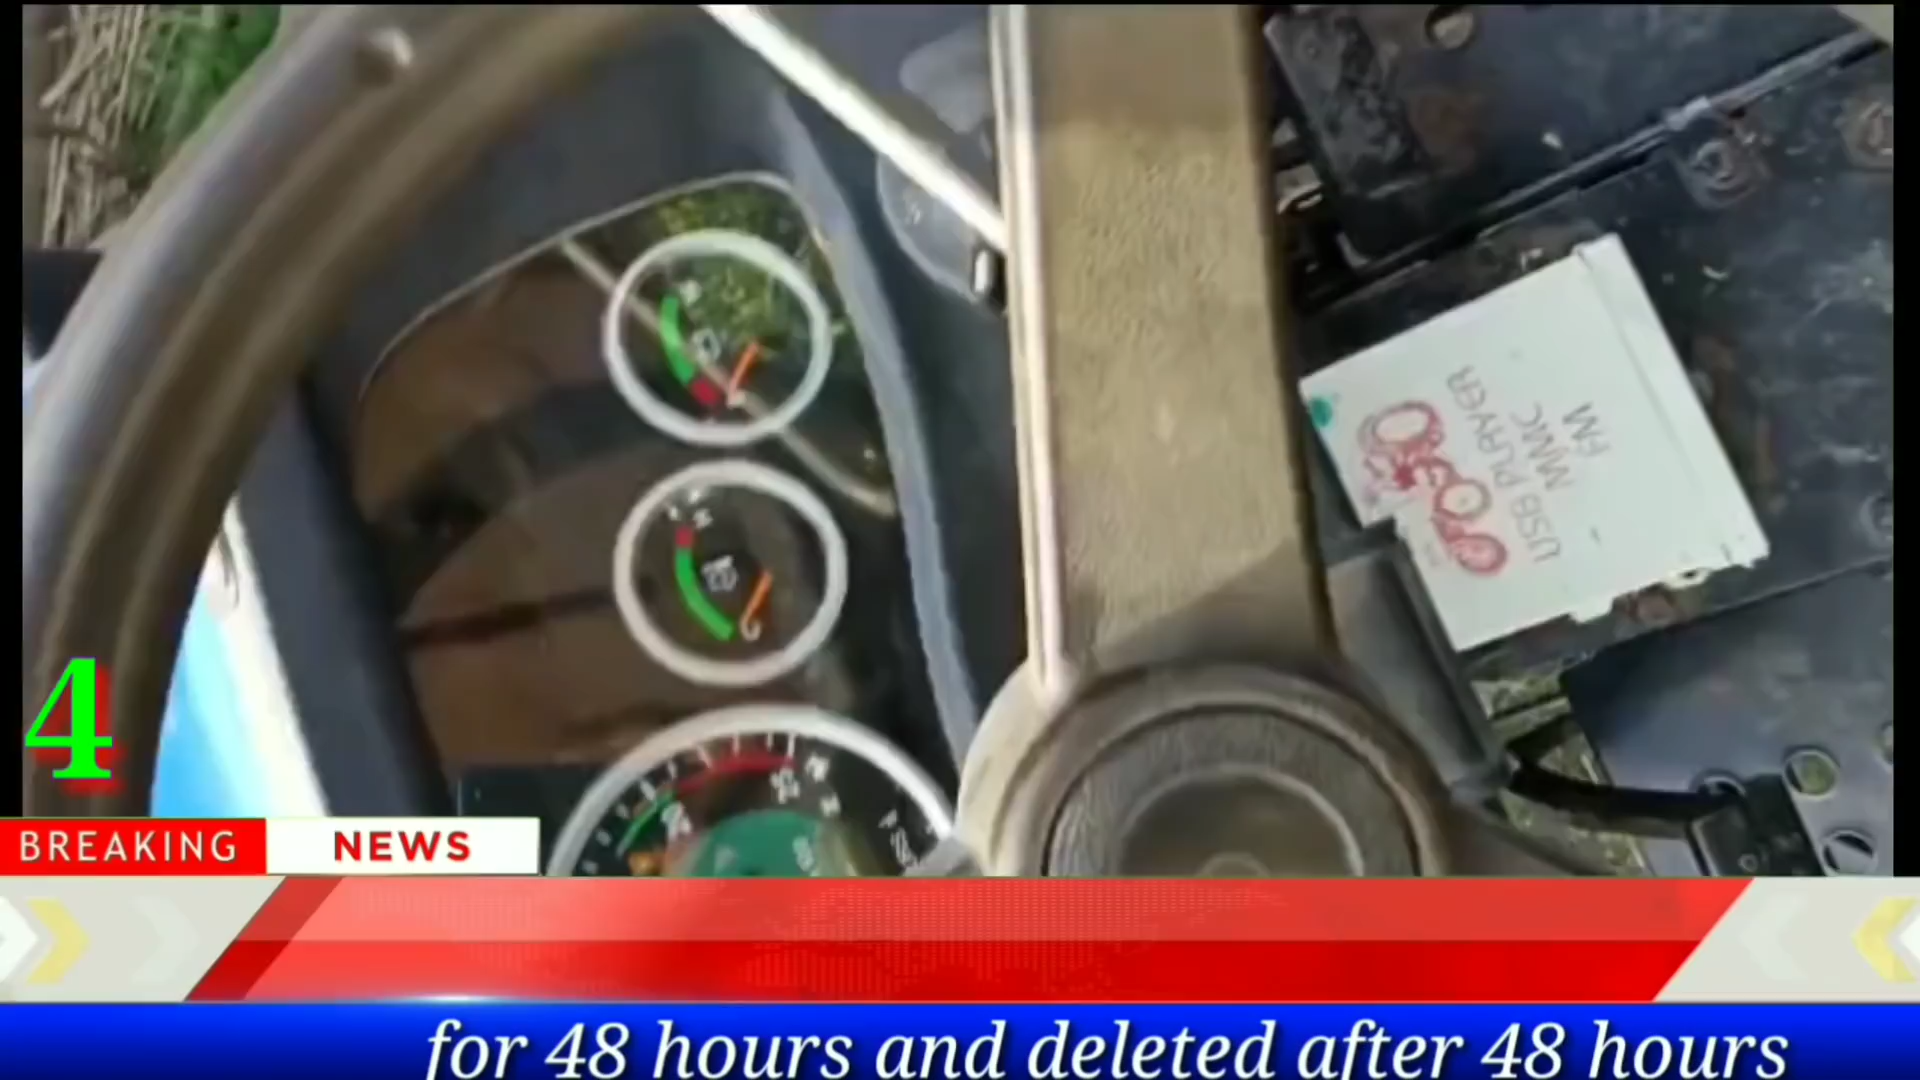 USB PLAYER
MMC
FM
4
BREAKING NEWS
for 48 hours and deleted after 48 hours